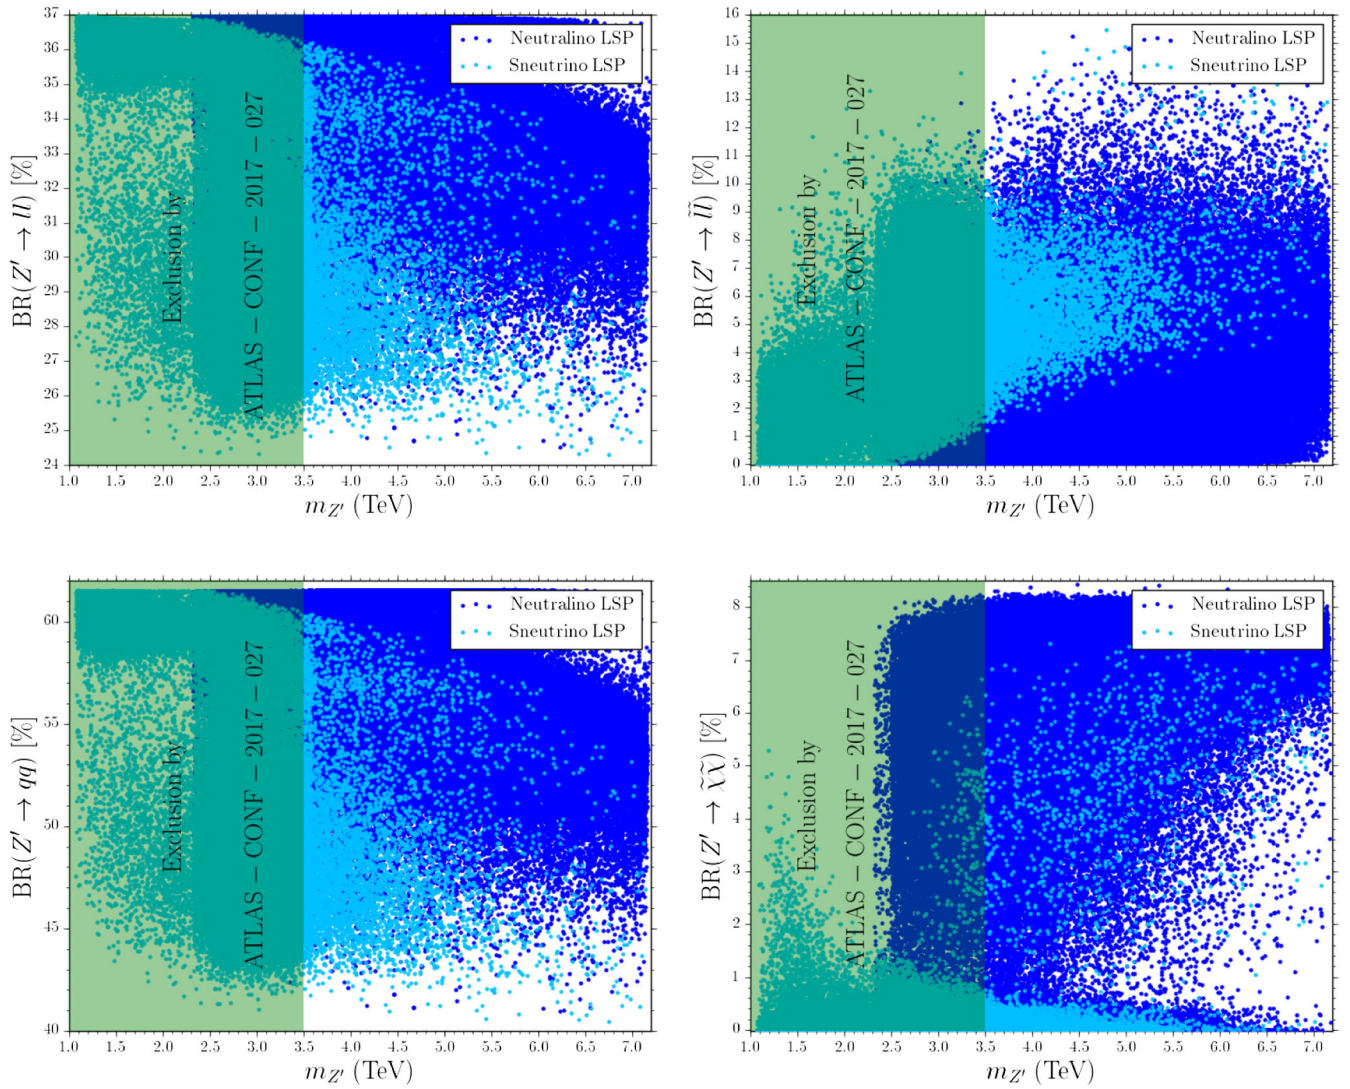 37
36
35
34
33
32
31
30
29
28
27
26
25
24
BR(Z′ → ll) [%]
Exclusion by
ATLAS − CONF − 2017 − 027
Neutralino LSP
Sneutrino LSP
1.0 1.5 2.0 2.5 3.0 3.5 4.0 4.5 5.0 5.5 6.0 6.5 7.0
m_{Z′} (TeV)
16
15
14
13
12
11
10
9
8
7
6
5
4
3
2
1
0
BR(Z′ → l̃l̃) [%]
Exclusion by
ATLAS − CONF − 2017 − 027
Neutralino LSP
Sneutrino LSP
1.0 1.5 2.0 2.5 3.0 3.5 4.0 4.5 5.0 5.5 6.0 6.5 7.0
m_{Z′} (TeV)
60
55
50
45
40
BR(Z′ → qq) [%]
Exclusion by
ATLAS − CONF − 2017 − 027
Neutralino LSP
Sneutrino LSP
1.0 1.5 2.0 2.5 3.0 3.5 4.0 4.5 5.0 5.5 6.0 6.5 7.0
m_{Z′} (TeV)
8
7
6
5
4
3
2
1
0
BR(Z′ → χ̃χ̃) [%]
Exclusion by
ATLAS − CONF − 2017 − 027
Neutralino LSP
Sneutrino LSP
1.0 1.5 2.0 2.5 3.0 3.5 4.0 4.5 5.0 5.5 6.0 6.5 7.0
m_{Z′} (TeV)